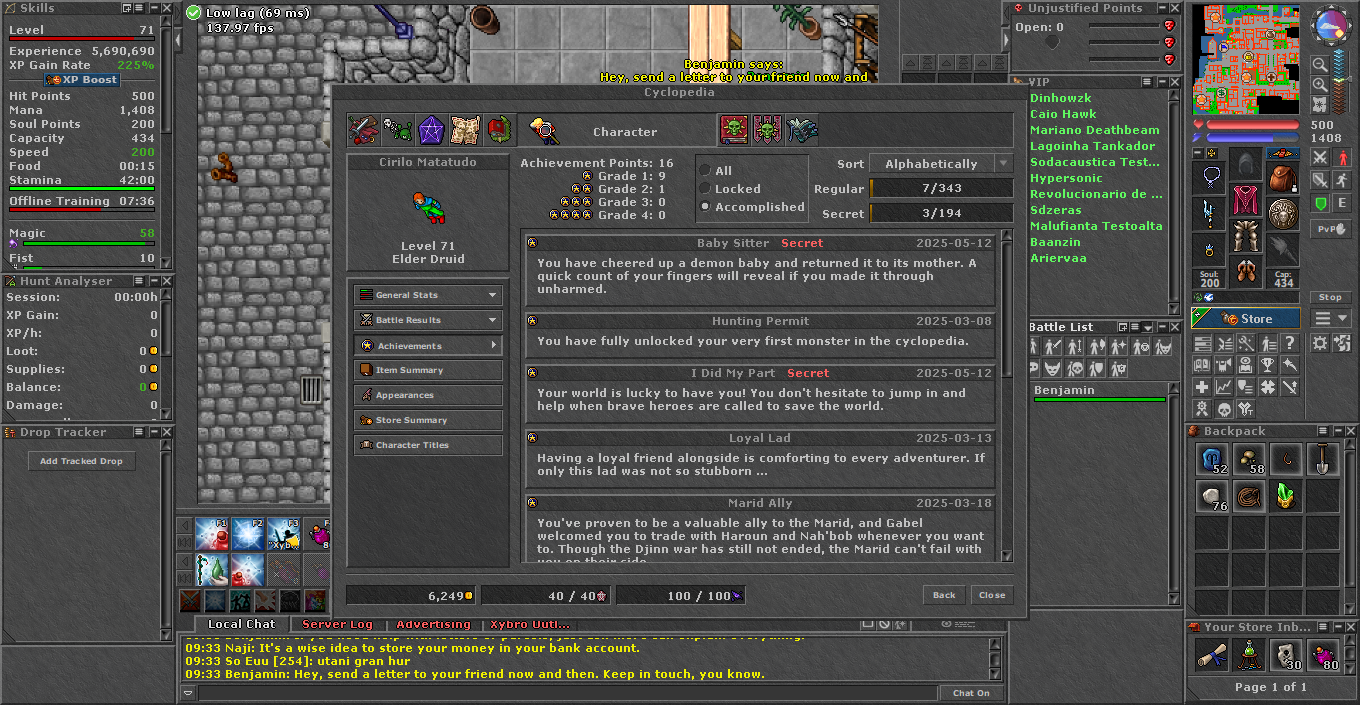 Skills
Level 71
Experience 5,690,690
XP Gain Rate 225%
XP Boost
Hit Points 500
Mana 1,408
Soul Points 200
Capacity 434
Speed 200
Food 00:15
Stamina 42:00
Offline Training 07:36
Magic 58
Fist 10
Hunt Analyser
Session: 00:00h
XP Gain: 0
XP/h: 0
Loot: 0
Supplies: 0
Balance: 0
Damage: 0
Drop Tracker
Add Tracked Drop
Low lag (69 ms)
137.97 fps
Benjamin says:
Hey, send a letter to your friend now and
Cyclopedia
Character
Cirilo Matatudo
Level 71
Elder Druid
General Stats
Battle Results
Achievements
Item Summary
Appearances
Store Summary
Character Titles
Achievement Points: 16
Grade 1: 9
Grade 2: 1
Grade 3: 0
Grade 4: 0
All
Locked
Accomplished
Sort Alphabetically
Regular 7/343
Secret 3/194
Baby Sitter Secret 2025-05-12
You have cheered up a demon baby and returned it to its mother. A
quick count of your fingers will reveal if you made it through
unharmed.
Hunting Permit 2025-03-08
You have fully unlocked your very first monster in the cyclopedia.
I Did My Part Secret 2025-05-12
Your world is lucky to have you! You don't hesitate to jump in and
help when brave heroes are called to save the world.
Loyal Lad 2025-03-13
Having a loyal friend alongside is comforting to every adventurer. If
only this lad was not so stubborn ...
Marid Ally 2025-03-18
You've proven to be a valuable ally to the Marid, and Gabel
welcomed you to trade with Haroun and Nah'bob whenever you want
to. Though the Djinn war has still not ended, the Marid can't fail with
you on their side.
6,249
40 / 40
100 / 100
Back
Close
F1
F2
F3
"Xyb...
Local Chat
Server Log
Advertising
Xybro Outl...
09:33 Naji: It's a wise idea to store your money in your bank account.
09:33 So Euu [254]: utani gran hur
09:33 Benjamin: Hey, send a letter to your friend now and then. Keep in touch, you know.
Chat On
Unjustified Points
Open: 0
VIP
Dinhowzk
Caio Hawk
Mariano Deathbeam
Lagoinha Tankador
Sodacautica Test...
Hypersonic
Revolucionario de ...
Sdzeras
Malufianta Testoalta
Baanzin
Ariervaa
Battle List
Benjamin
500
1408
E
PvP
Soul:
200
Cap:
434
Stop
Store
Backpack
52
58
76
Your Store Inb...
30
80
Page 1 of 1